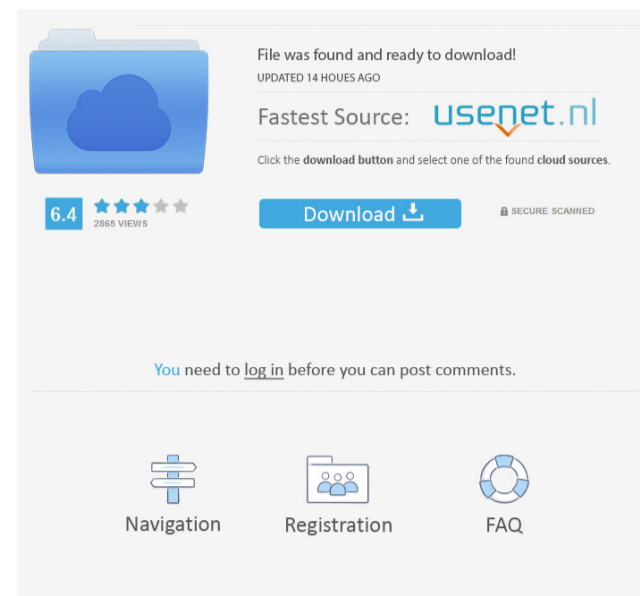 File was found and ready to download!
UPDATED 14 HOUES AGO
Fastest Source: usenet.nl
Click the download button and select one of the found cloud sources.
6.4
2865 VIEWS
Download
SECURE SCANNED
You need to log in before you can post comments.
Navigation
Registration
FAQ